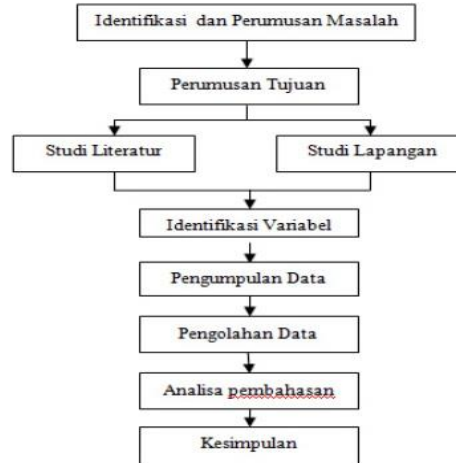 Identifikasi dan Perumusan Masalah
Perumusan Tujuan
Studi Literatur
Studi Lapangan
Identifikasi Variabel
Pengumpulan Data
Pengolahan Data
Analisa pembahasan
Kesimpulan